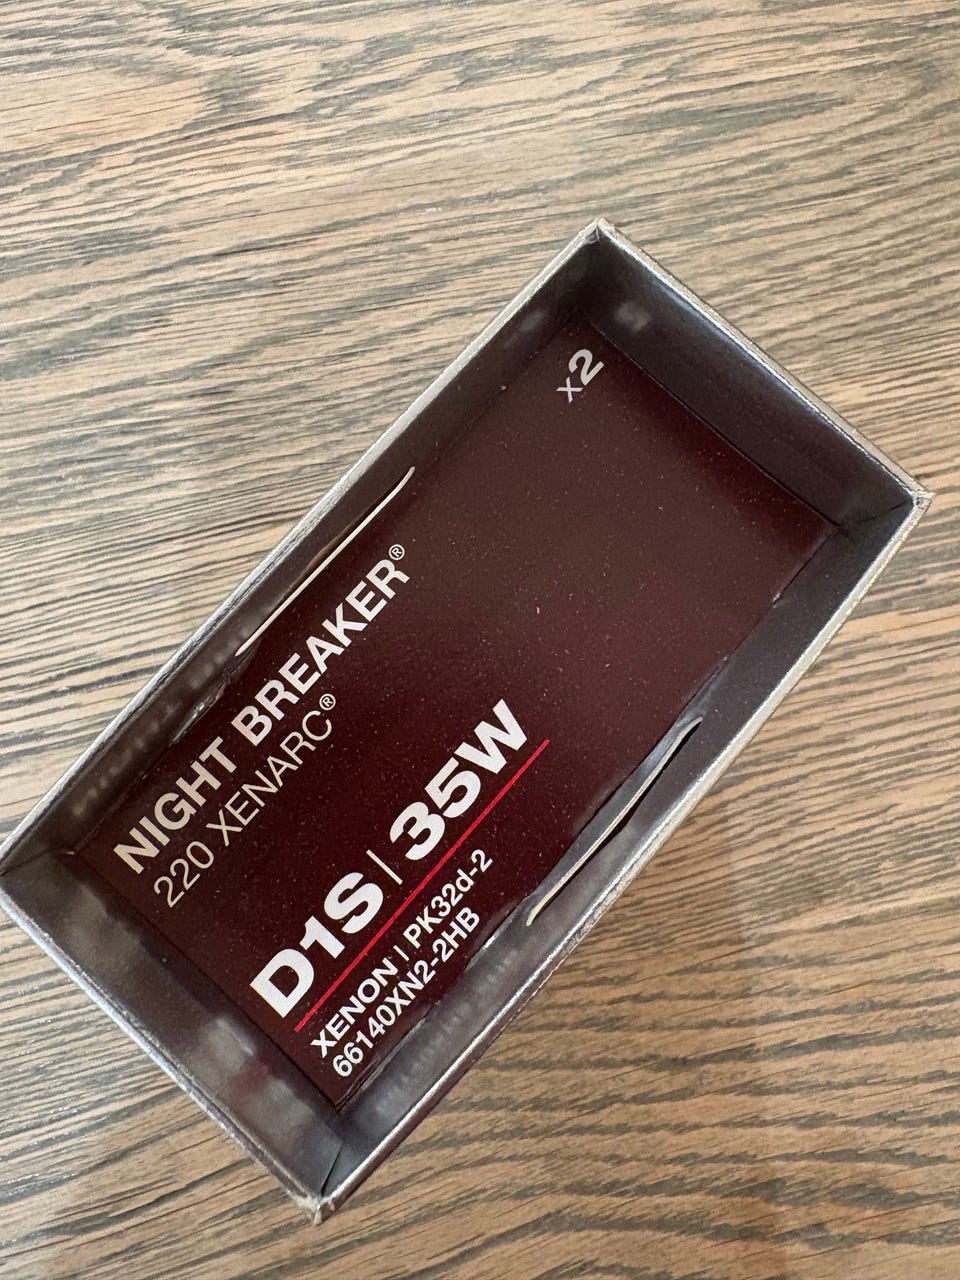 x2
NIGHT BREAKER®
220 XENARC®
D1S | 35W
XENON | PK32d-2
66140XN2-2HB